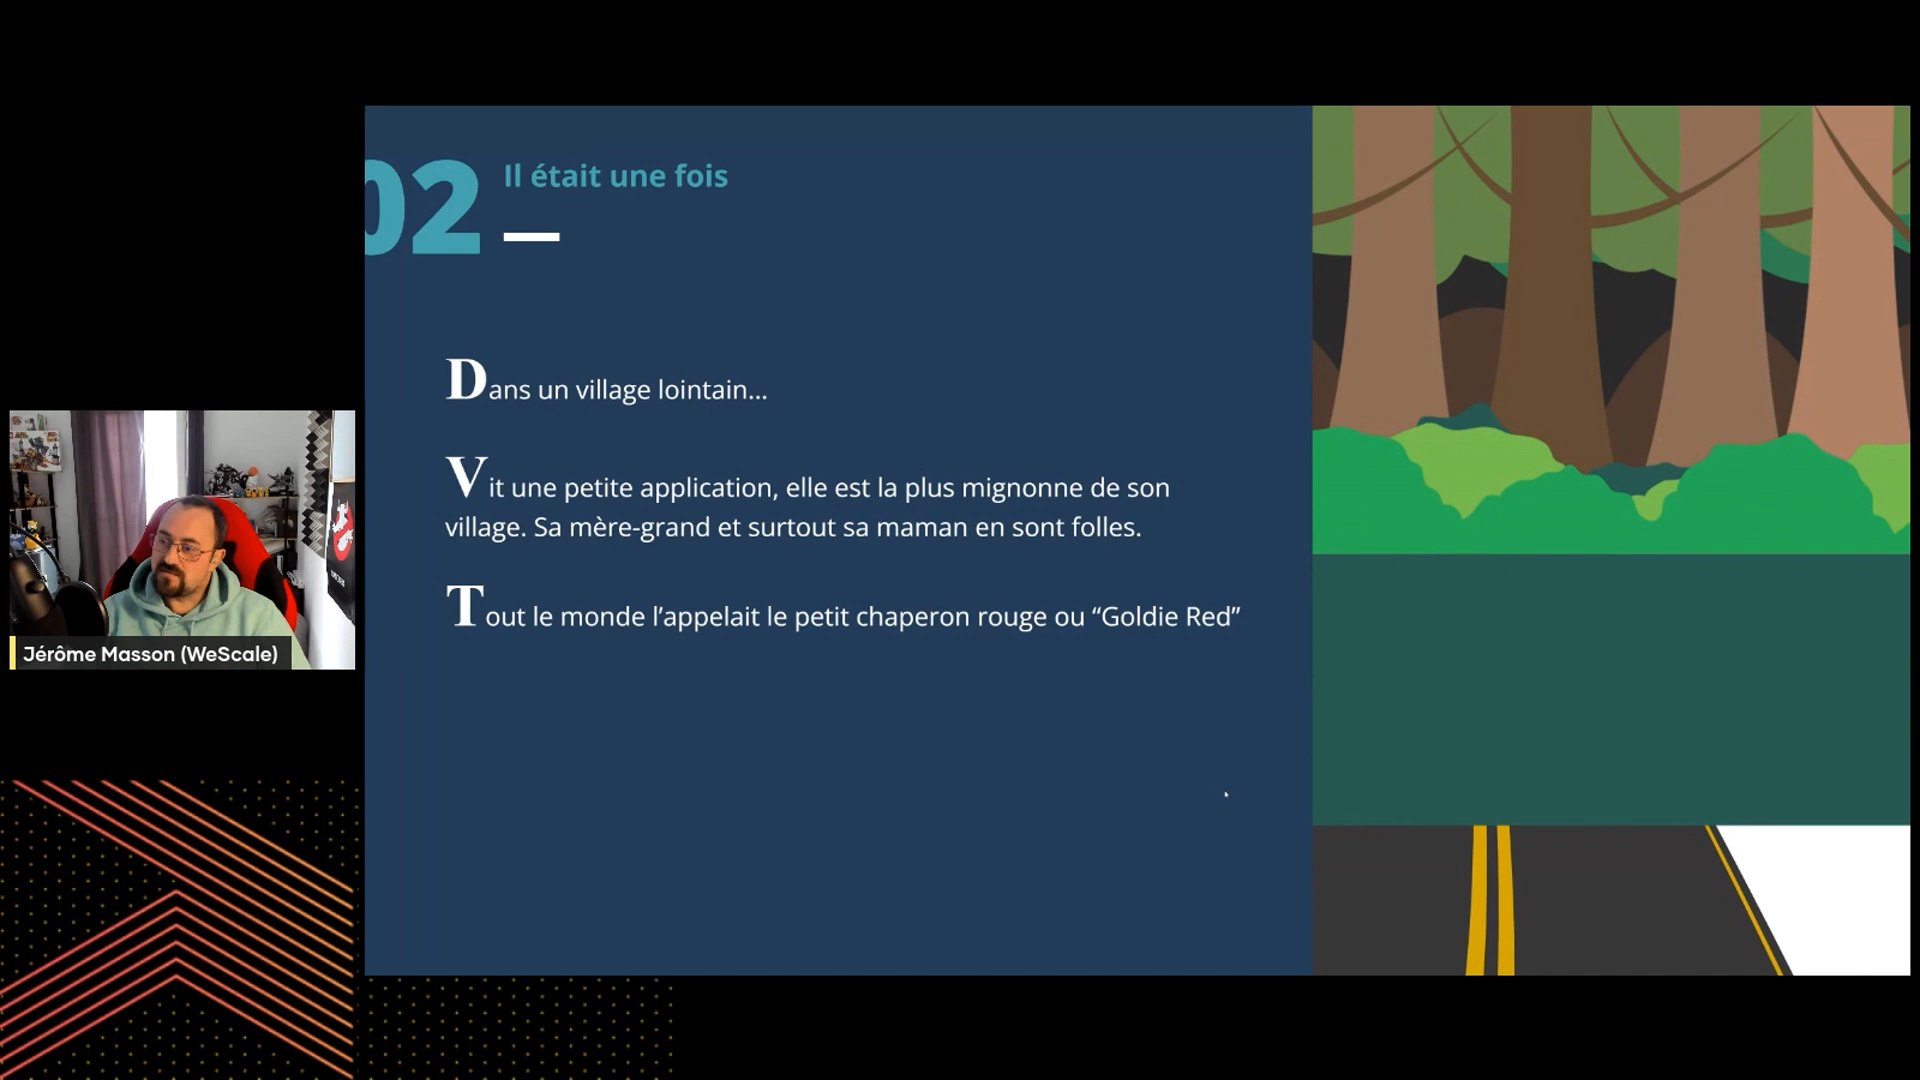 02 Il était une fois
Dans un village lointain...
Vit une petite application, elle est la plus mignonne de son
village. Sa mère-grand et surtout sa maman en sont folles.
Tout le monde l’appelait le petit chaperon rouge ou “Goldie Red”
Jérôme Masson (WeScale)